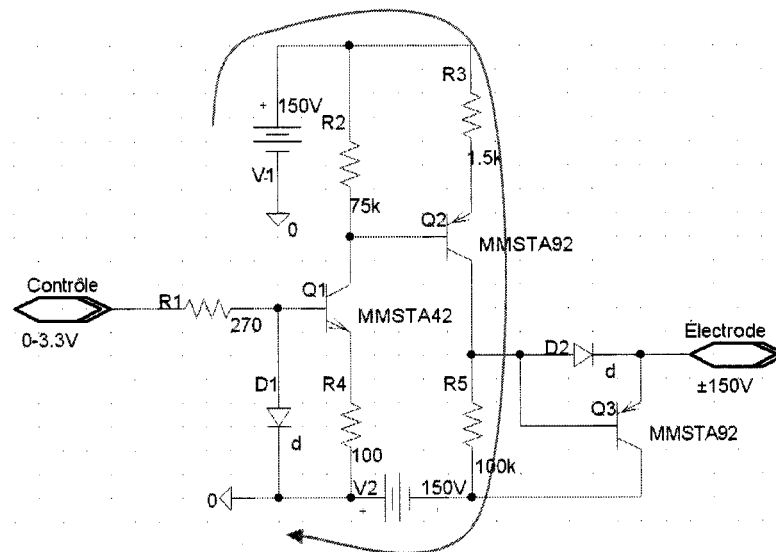 + 150V
V1
0
R2
75k
R3
1.5k
Q2
MMSTA92
Contrôle
0-3.3V
R1
270
Q1
MMSTA42
D1
d
R4
100
R5
100k
D2
d
Électrode
±150V
Q3
MMSTA92
0
V2
+
150V